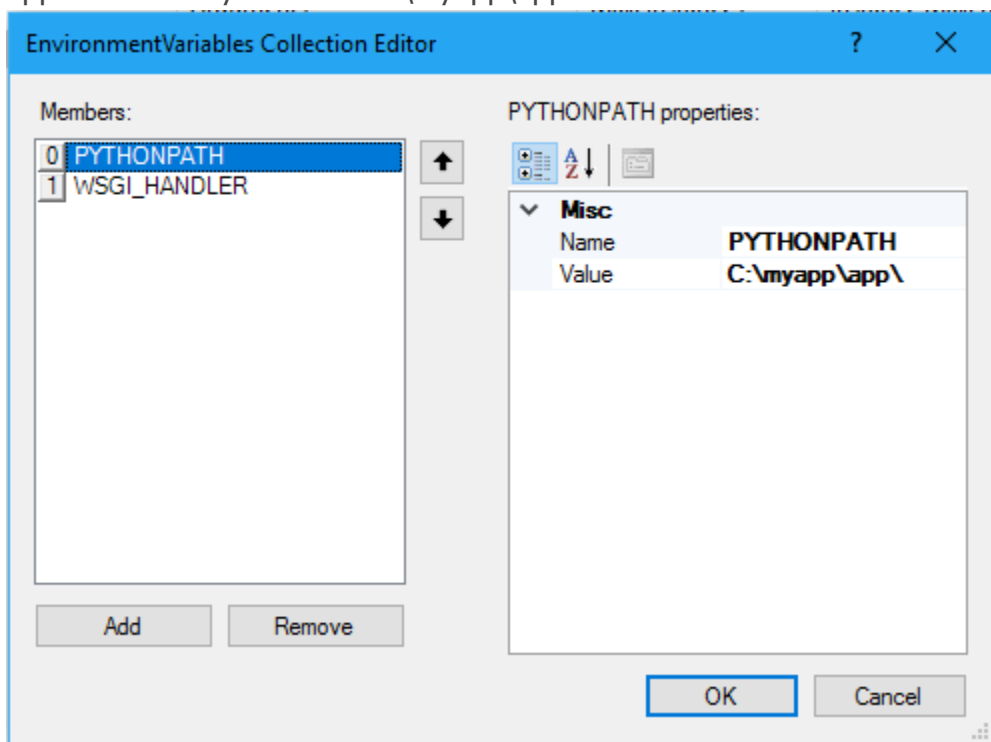 EnvironmentVariables Collection Editor ?
Members:
0 PYTHONPATH
1 WSGI_HANDLER
Add Remove
PYTHONPATH properties:
A
Z
Misc
Name PYTHONPATH
Value C:\myapp\app\
OK Cancel